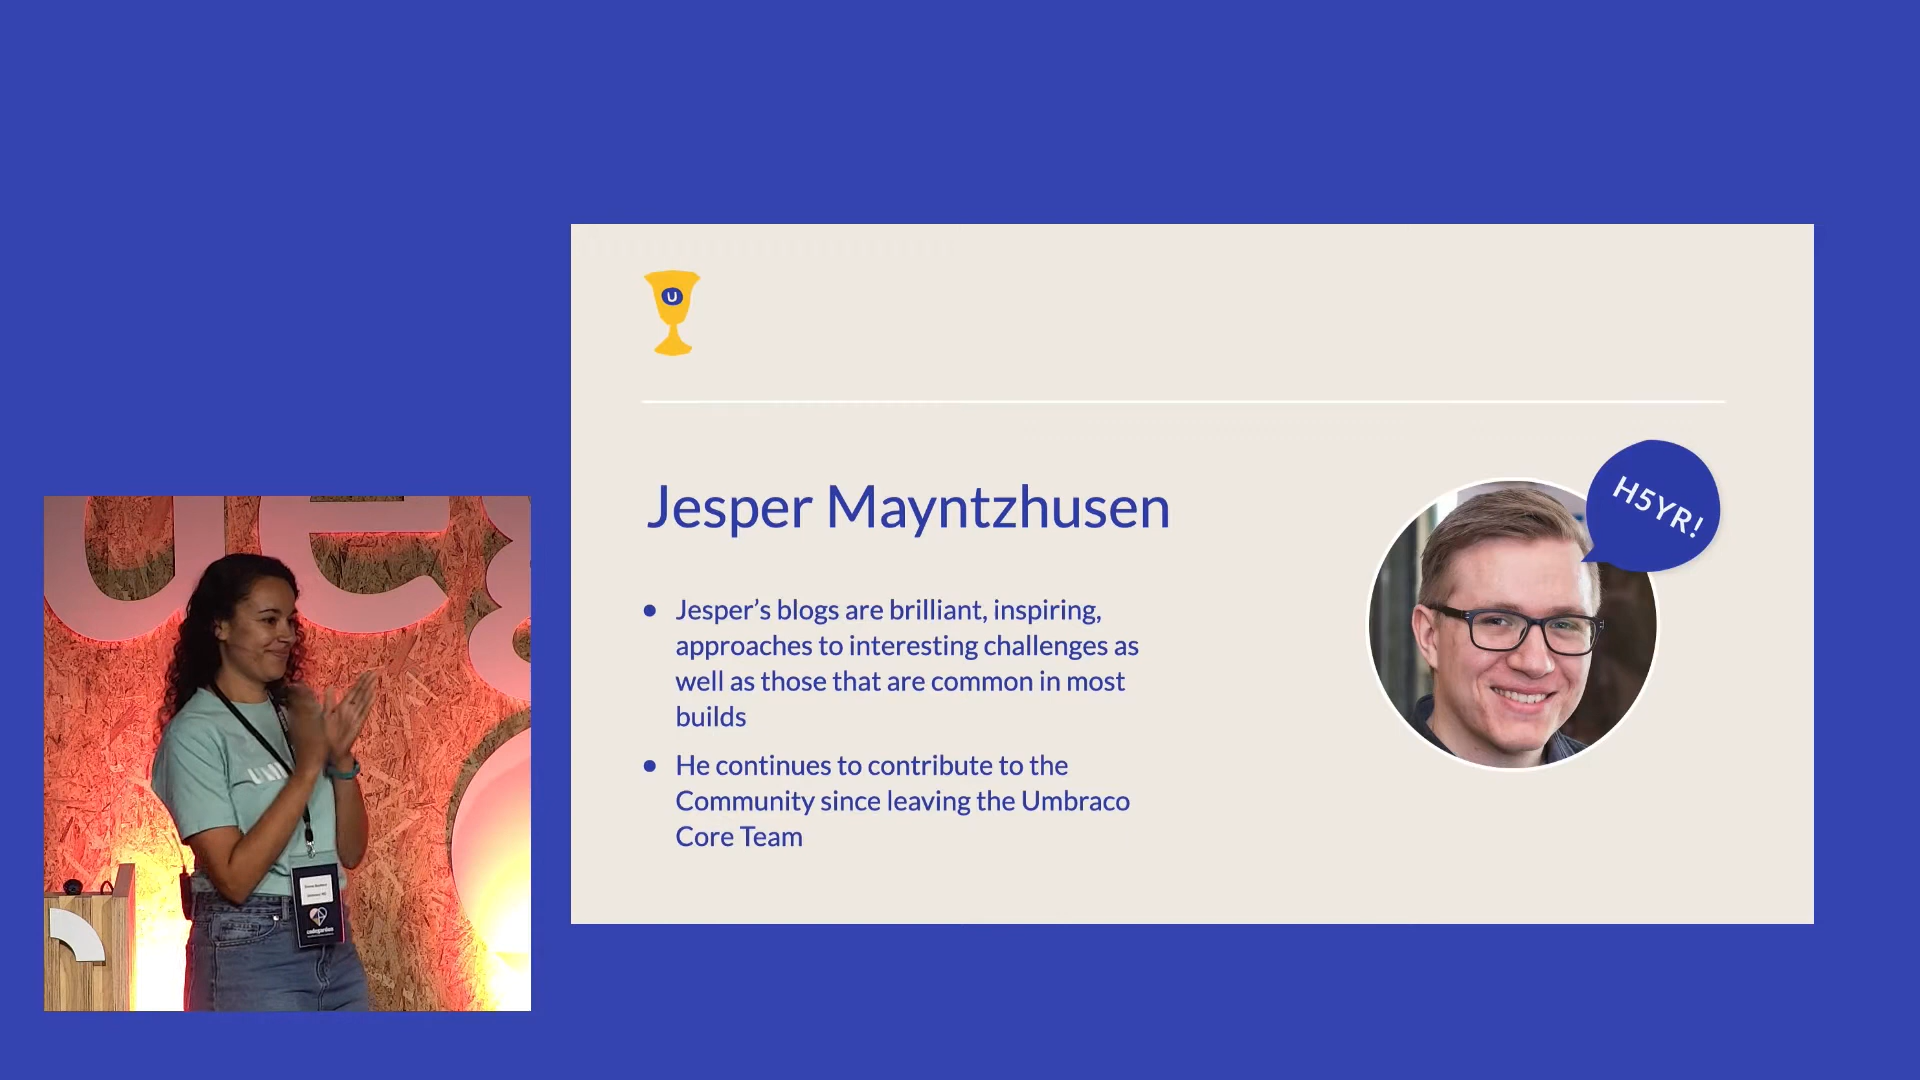 U
Jesper Mayntzhusen
H5YR!
• Jesper’s blogs are brilliant, inspiring,
approaches to interesting challenges as
well as those that are common in most
builds
• He continues to contribute to the
Community since leaving the Umbraco
Core Team
codegarden